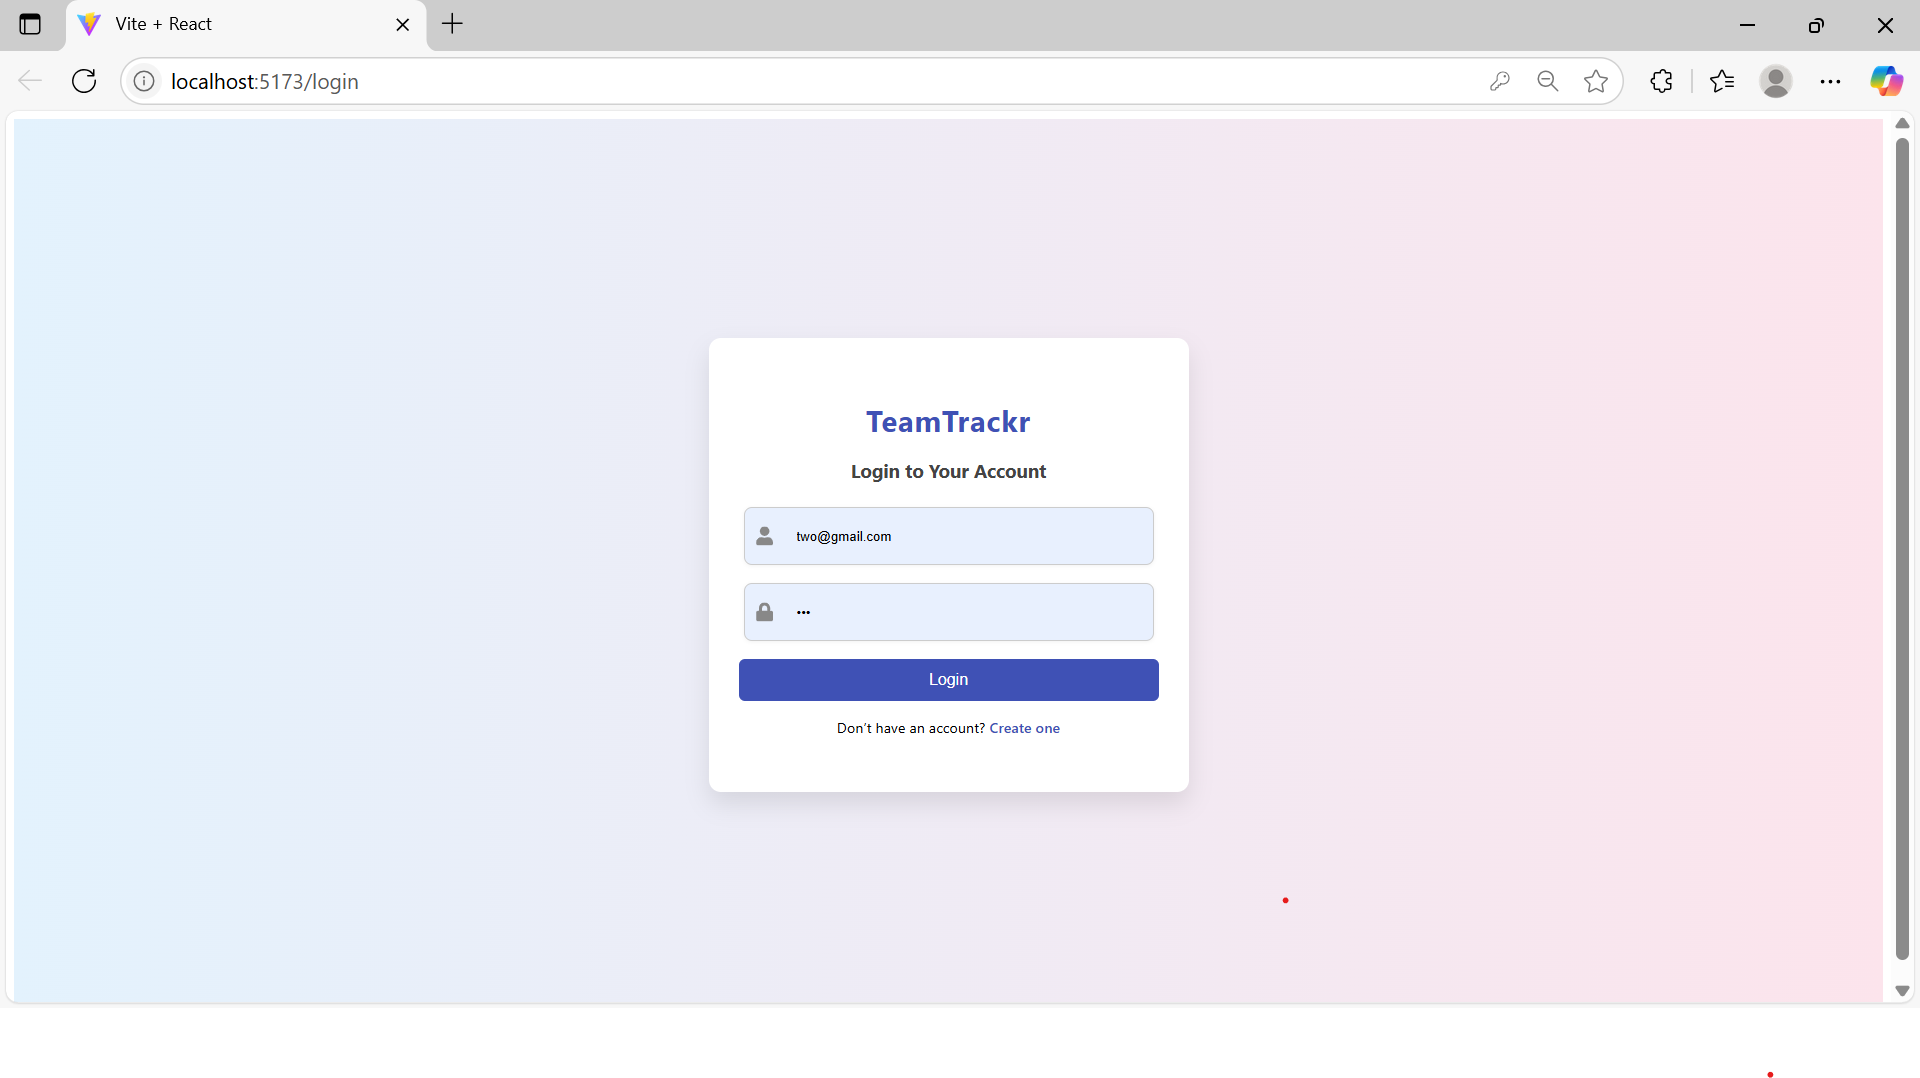 Vite + React
localhost:5173/login
TeamTrackr
Login to Your Account
two@gmail.com
•••
Login
Don't have an account? Create one